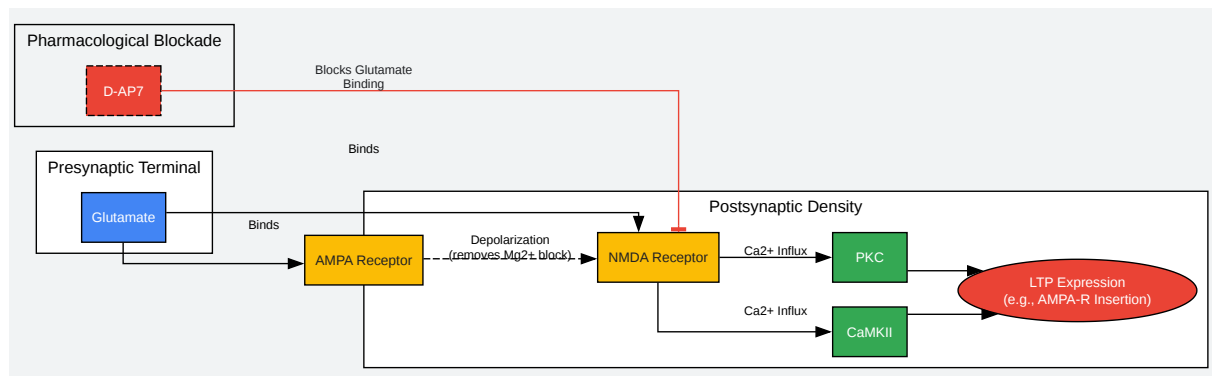 Pharmacological Blockade
D-AP7
Blocks Glutamate
Binding
Binds
Presynaptic Terminal
Glutamate
Binds
Postsynaptic Density
AMPA Receptor
Depolarization
(removes Mg2+ block)
NMDA Receptor
Ca2+ Influx
PKC
Ca2+ Influx
CaMKII
LTP Expression
(e.g., AMPA-R Insertion)